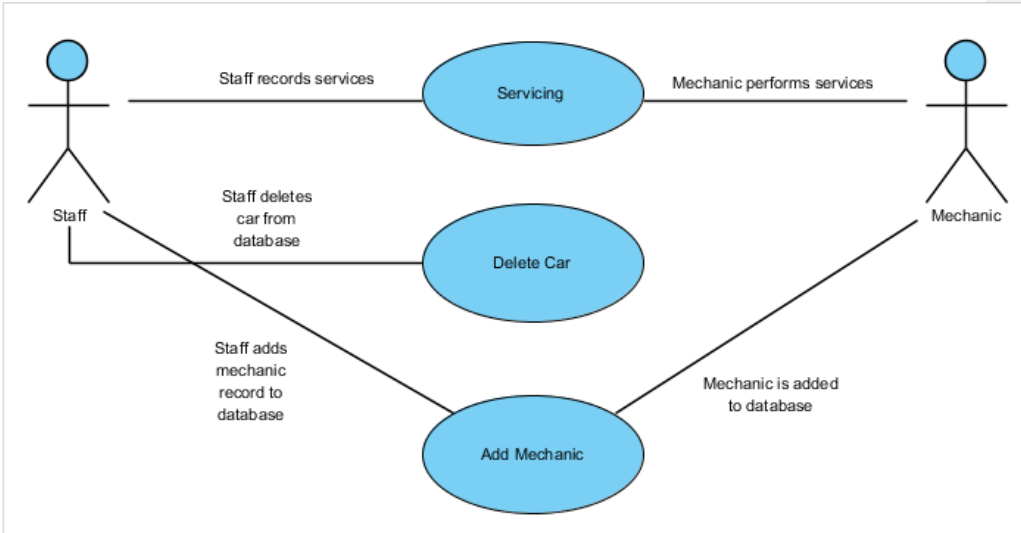 Staff records services
Servicing
Mechanic performs services
Staff
Mechanic
Staff deletes
car from
database
Delete Car
Staff adds
mechanic
record to
database
Mechanic is added
to database
Add Mechanic